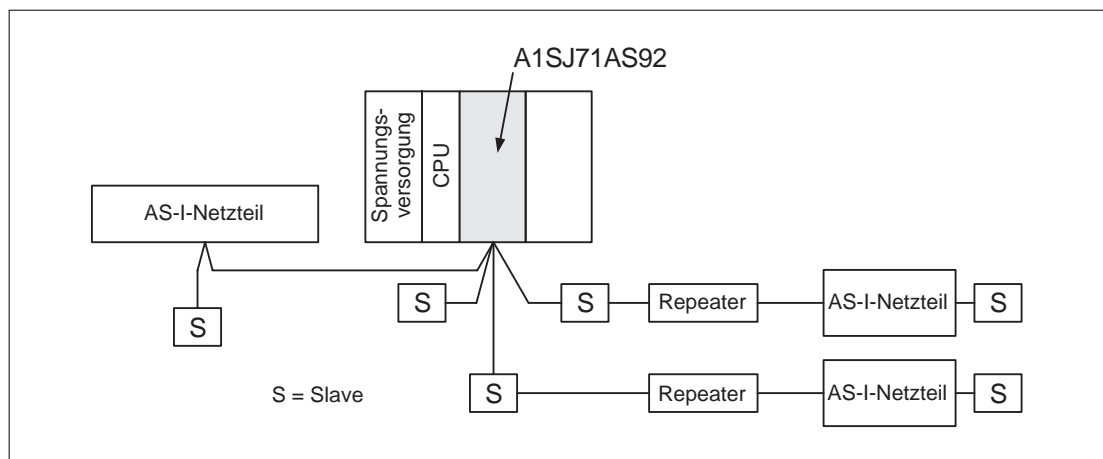 A1SJ71AS92
Spannungs-
versorgung
CPU
AS-I-Netzteil
S
S
S
Repeater
AS-I-Netzteil
S
S = Slave
S
Repeater
AS-I-Netzteil
S